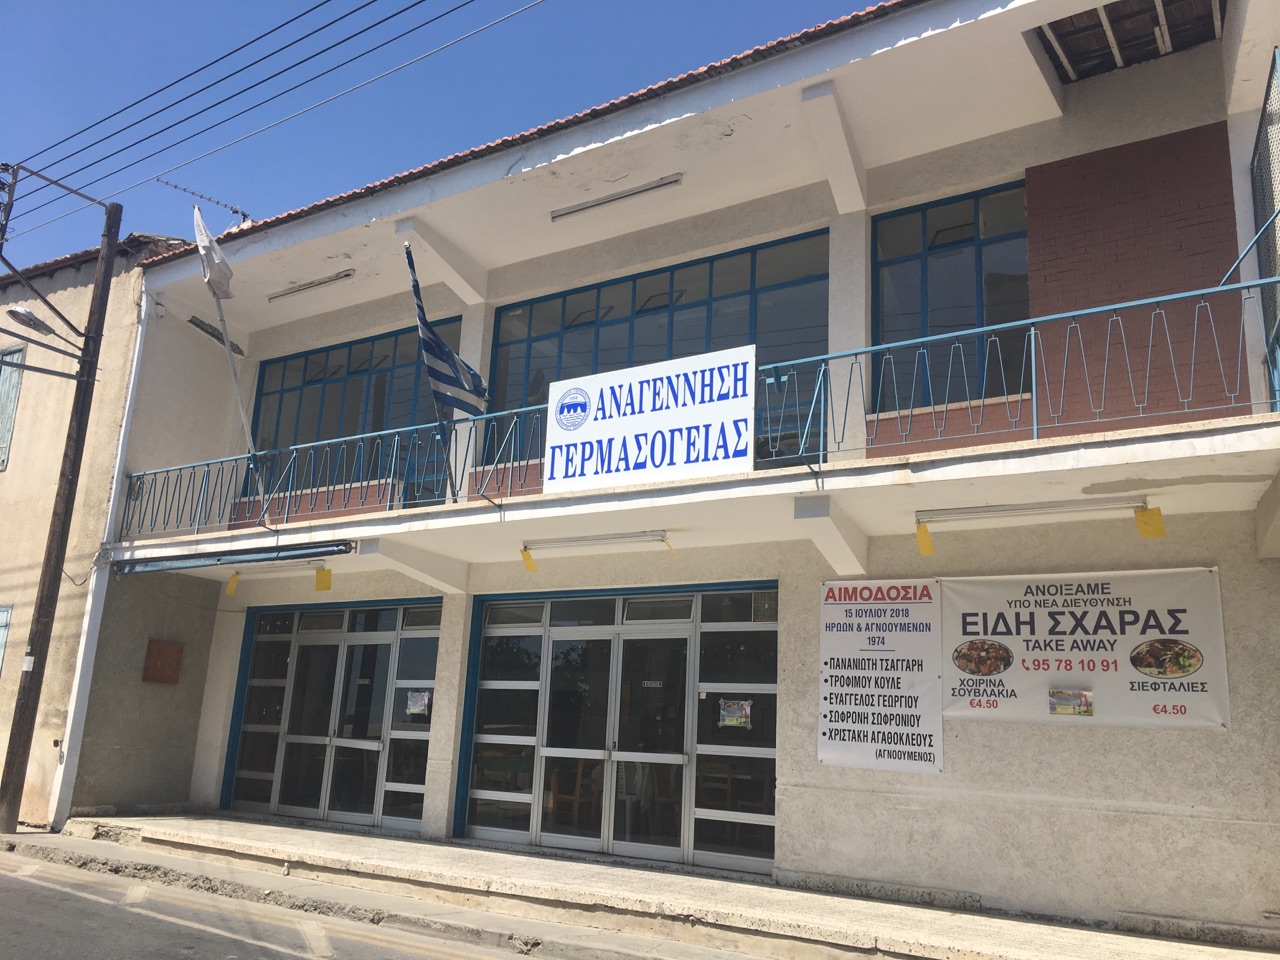 ΑΝΑΓΕΝΝΗΣΗ
ΓΕΡΜΑΣΟΓΕΙΑΣ
ΑΙΜΟΔΟΣΙΑ
15 ΙΟΥΛΙΟΥ 2018
ΗΡΩΩΝ & ΑΓΝΟΟΥΜΕΝΩΝ
1974
• ΠΑΝΑΝΙΩΤΗ ΤΣΑΓΓΑΡΗ
• ΤΡΟΦΙΜΟΥ ΚΟΥΛΕ
• ΕΥΑΓΓΕΛΟΣ ΓΕΩΡΓΙΟΥ
• ΣΩΦΡΟΝΗ ΣΩΦΡΟΝΙΟΥ
• ΧΡΙΣΤΑΚΗ ΑΓΑΘΟΚΛΕΟΥΣ
(ΑΓΝΟΟΥΜΕΝΟΣ)
ΑΝΟΙΞΑΜΕ
ΥΠΟ ΝΕΑ ΔΙΕΥΘΥΝΣΗ
ΕΙΔΗ ΣΧΑΡΑΣ
TAKE AWAY
95 78 10 91
ΧΟΙΡΙΝΑ
ΣΟΥΒΛΑΚΙΑ
€4.50
ΣΙΕΦΤΑΛΙΕΣ
€4.50